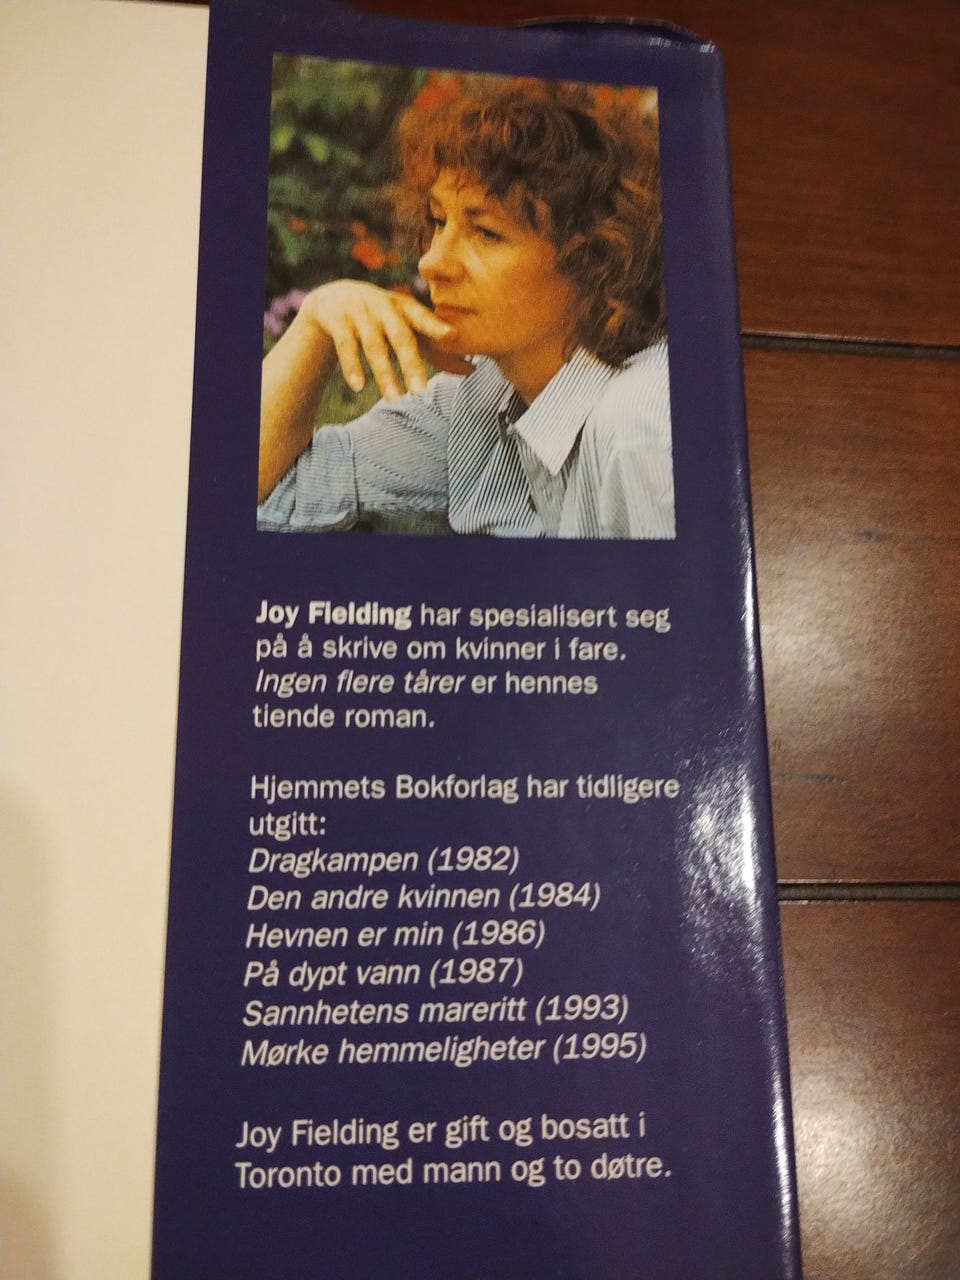 Joy Fielding har spesialisert seg
på å skrive om kvinner i fare.
Ingen flere tårer er hennes
tiende roman.
Hjemmets Bokforlag har tidligere
utgitt:
Dragkampen (1982)
Den andre kvinnen (1984)
Hevnen er min (1986)
På dypt vann (1987)
Sannhetens mareritt (1993)
Mørke hemmeligheter (1995)
Joy Fielding er gift og bosatt i
Toronto med mann og to døtre.